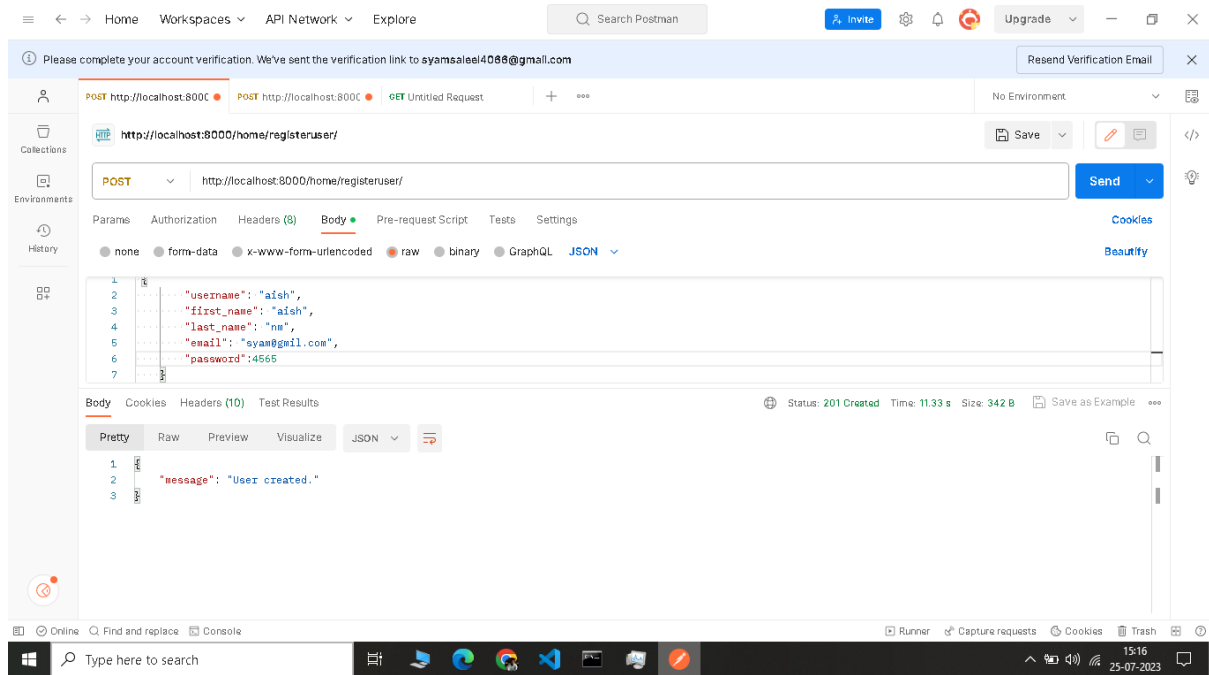 Home Workspaces API Network Explore Search Postman Invite Upgrade
Please complete your account verification. We've sent the verification link to syamsaleel4066@gmail.com Resend Verification Email
POST http://localhost:8000 POST http://localhost:8000 GET Untitled Request No Environment
HTTP http://localhost:8000/home/registeruser/ Save
Collections
POST http://localhost:8000/home/registeruser/ Send
Environments
Params Authorization Headers (8) Body Pre-request Script Tests Settings Cookies
History
none form-data x-www-form-urlencoded raw binary GraphQL JSON Beautify
1 {
2 "username": "aish",
3 "first_name": "aish",
4 "last_name": "nm",
5 "email": "syam@gmil.com",
6 "password":4565
7 }
Body Cookies Headers (10) Test Results Status: 201 Created Time: 11.33 s Size: 342 B Save as Example
Pretty Raw Preview Visualize JSON
1 {
2 "message": "User created."
3 }
Online Find and replace Console Runner Capture requests Cookies Trash
Type here to search 15:16
25-07-2023